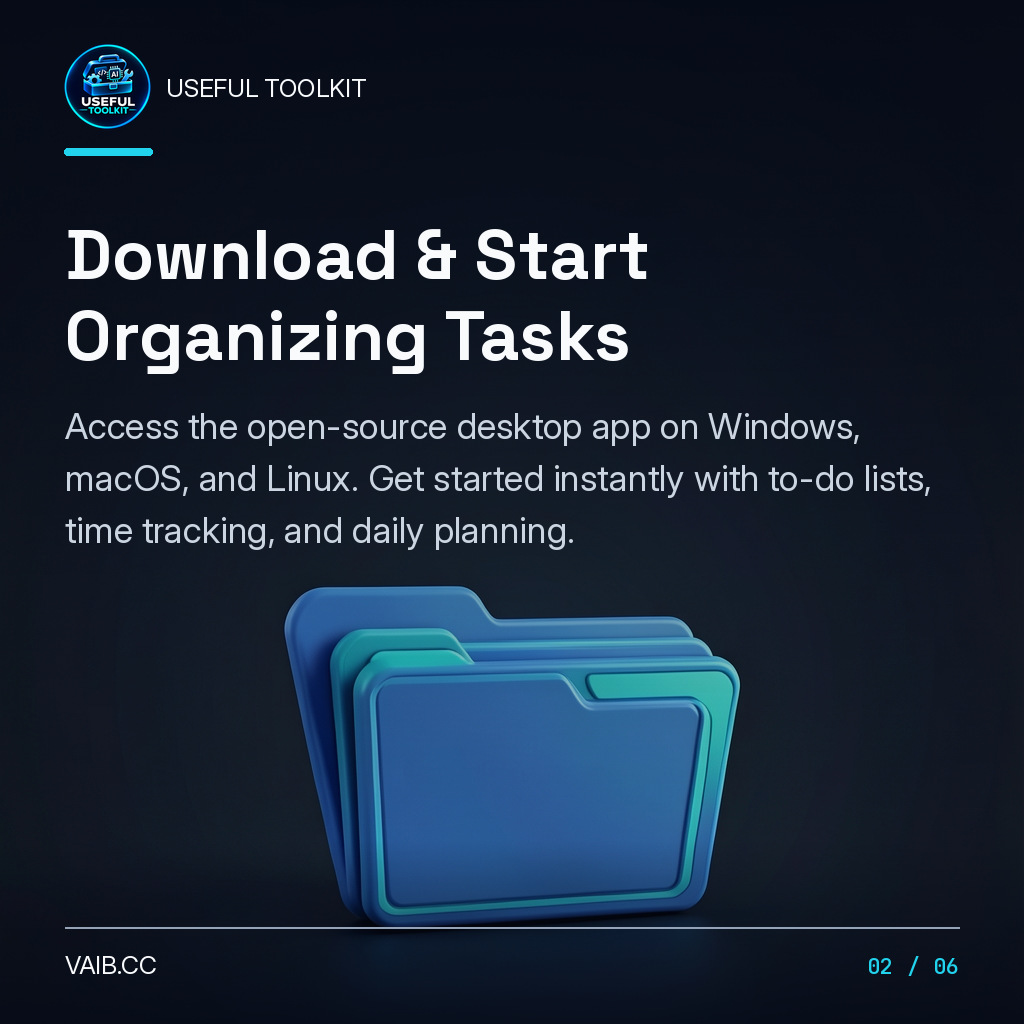 AI
USEFUL
TOOLKIT
USEFUL TOOLKIT
Download & Start
Organizing Tasks
Access the open-source desktop app on Windows,
macOS, and Linux. Get started instantly with to-do lists,
time tracking, and daily planning.
VAIB.CC
02 / 06